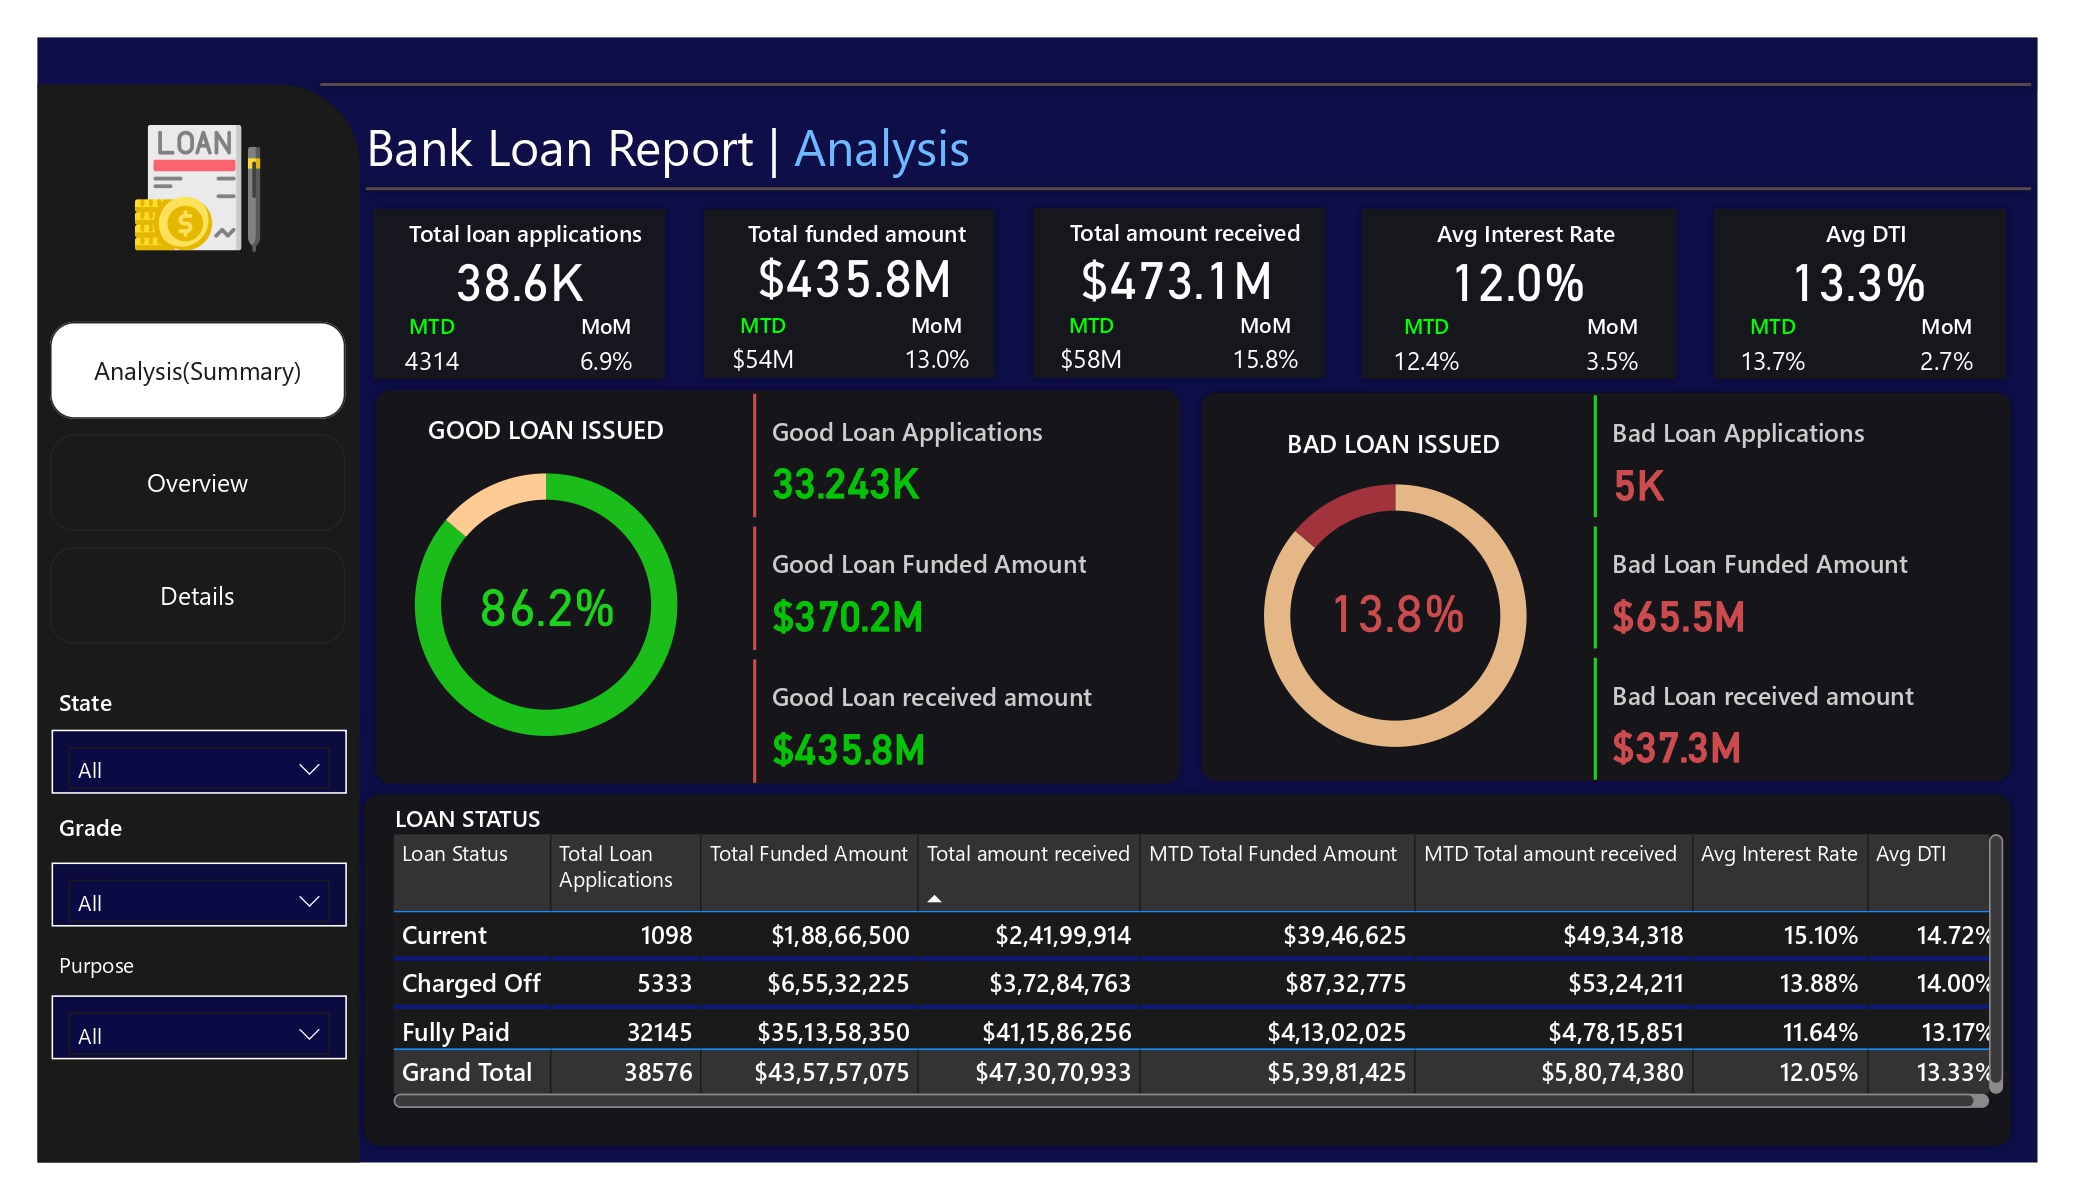 LOAN
$
Bank Loan Report | Analysis
Analysis(Summary)
Overview
Details
State
All
Grade
All
Purpose
All
Total loan applications
38.6K
MTD MoM
4314 6.9%
Total funded amount
$435.8M
MTD MoM
$54M 13.0%
Total amount received
$473.1M
MTD MoM
$58M 15.8%
Avg Interest Rate
12.0%
MTD MoM
12.4% 3.5%
Avg DTI
13.3%
MTD MoM
13.7% 2.7%
GOOD LOAN ISSUED
86.2%
Good Loan Applications
33.243K
Good Loan Funded Amount
$370.2M
Good Loan received amount
$435.8M
BAD LOAN ISSUED
13.8%
Bad Loan Applications
5K
Bad Loan Funded Amount
$65.5M
Bad Loan received amount
$37.3M
LOAN STATUS
Loan Status Total Loan Total Funded Amount Total amount received MTD Total Funded Amount MTD Total amount received Avg Interest Rate Avg DTI
Applications
Current 1098 $1,88,66,500 $2,41,99,914 $39,46,625 $49,34,318 15.10% 14.72%
Charged Off 5333 $6,55,32,225 $3,72,84,763 $87,32,775 $53,24,211 13.88% 14.00%
Fully Paid 32145 $35,13,58,350 $41,15,86,256 $4,13,02,025 $4,78,15,851 11.64% 13.17%
Grand Total 38576 $43,57,57,075 $47,30,70,933 $5,39,81,425 $5,80,74,380 12.05% 13.33%